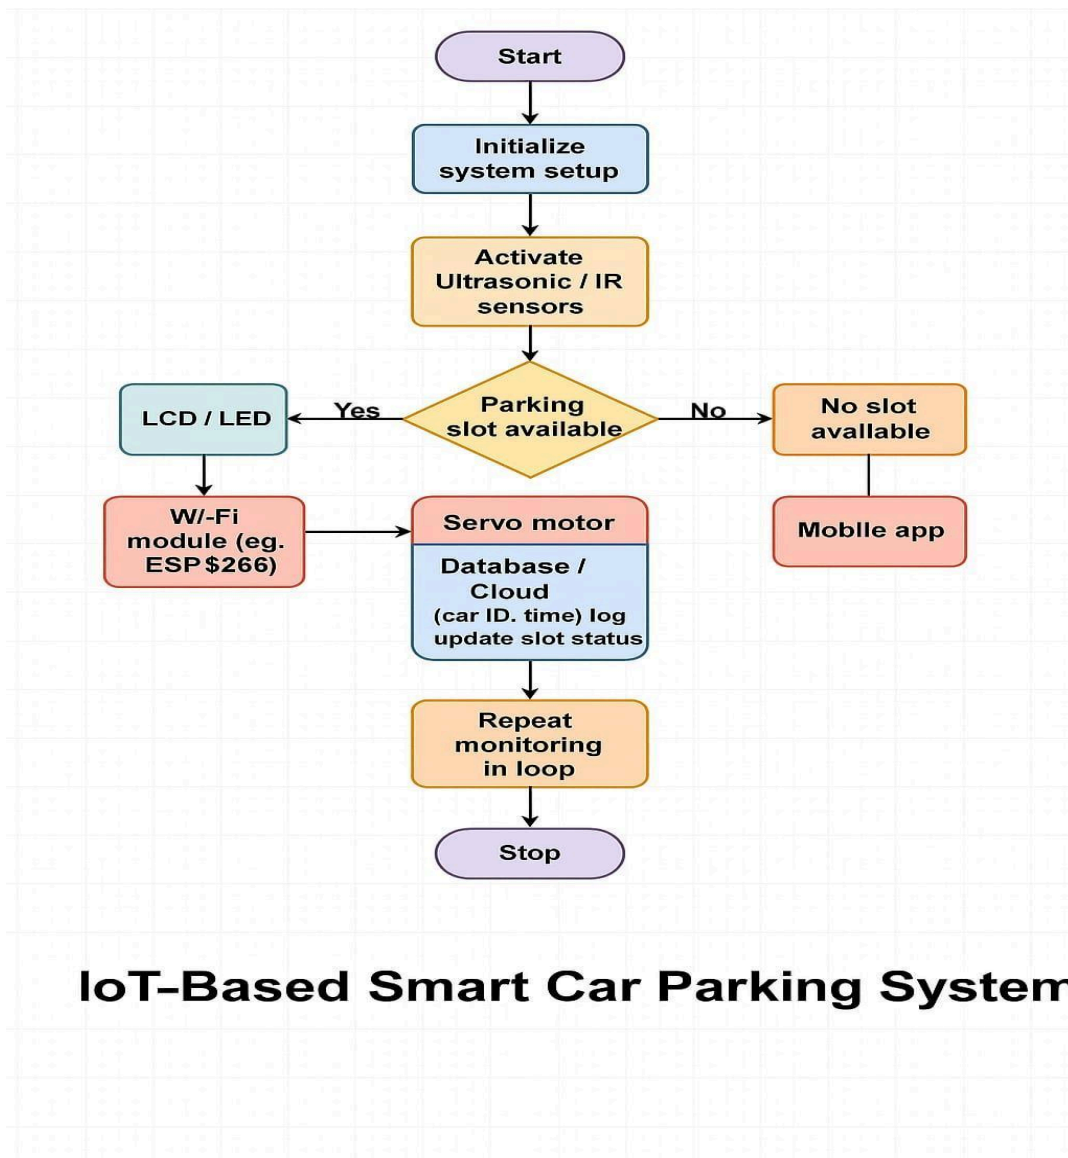 Start
Initialize
system setup
Activate
Ultrasonic / IR
sensors
Parking
slot available
Yes
No
LCD / LED
No slot
avallable
W/-Fi
module (eg.
ESP$266)
Servo motor
Database /
Cloud
(car ID. time) log
update slot status
Moblle app
Repeat
monitoring
in loop
Stop
IoT–Based Smart Car Parking System